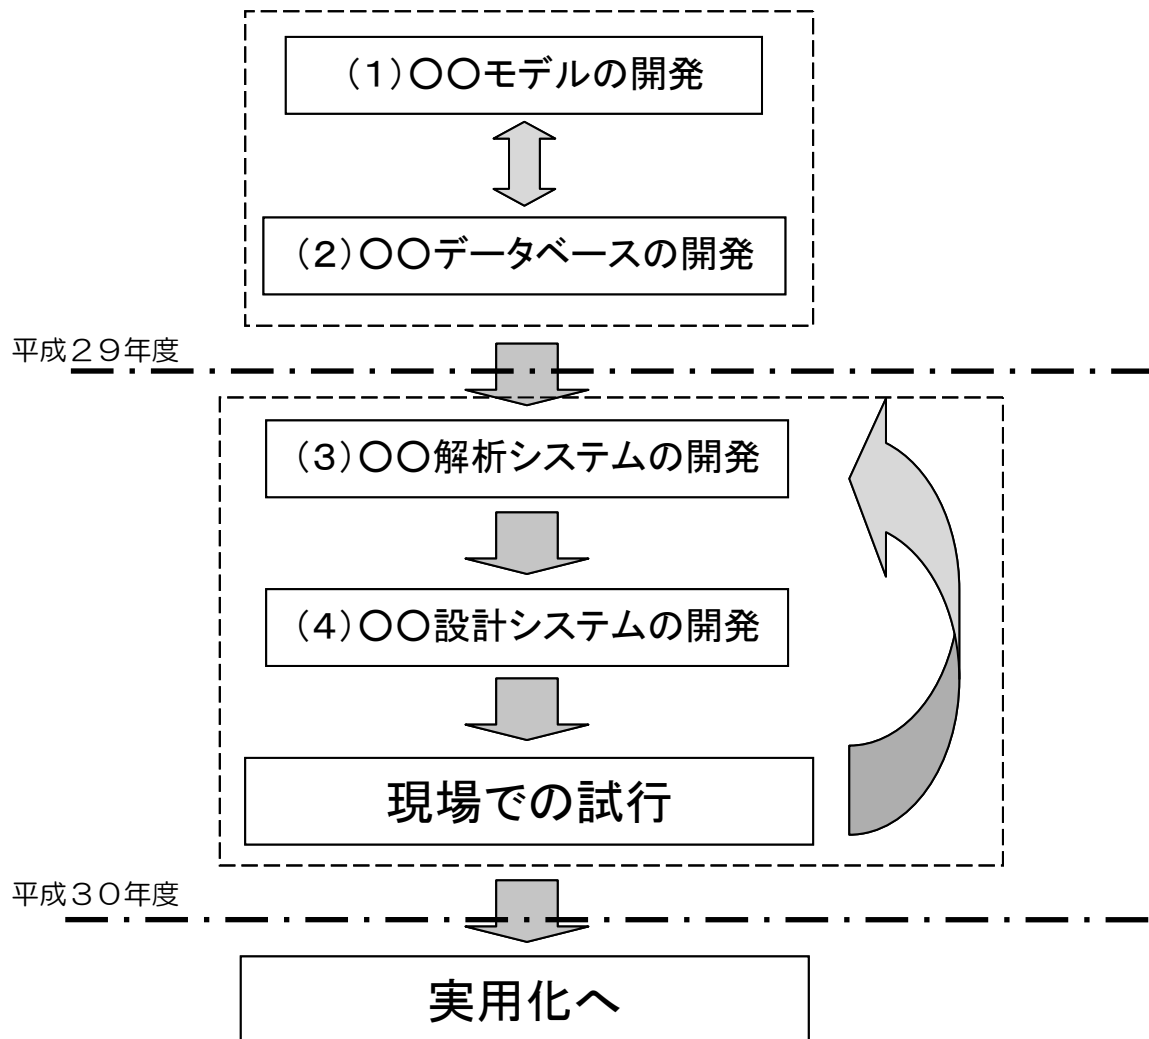 （1）〇〇モデルの開発
（2）〇〇データベースの開発
平成２９年度
（3）〇〇解析システムの開発
（4）〇〇設計システムの開発
現場での試行
平成３０年度
実用化へ